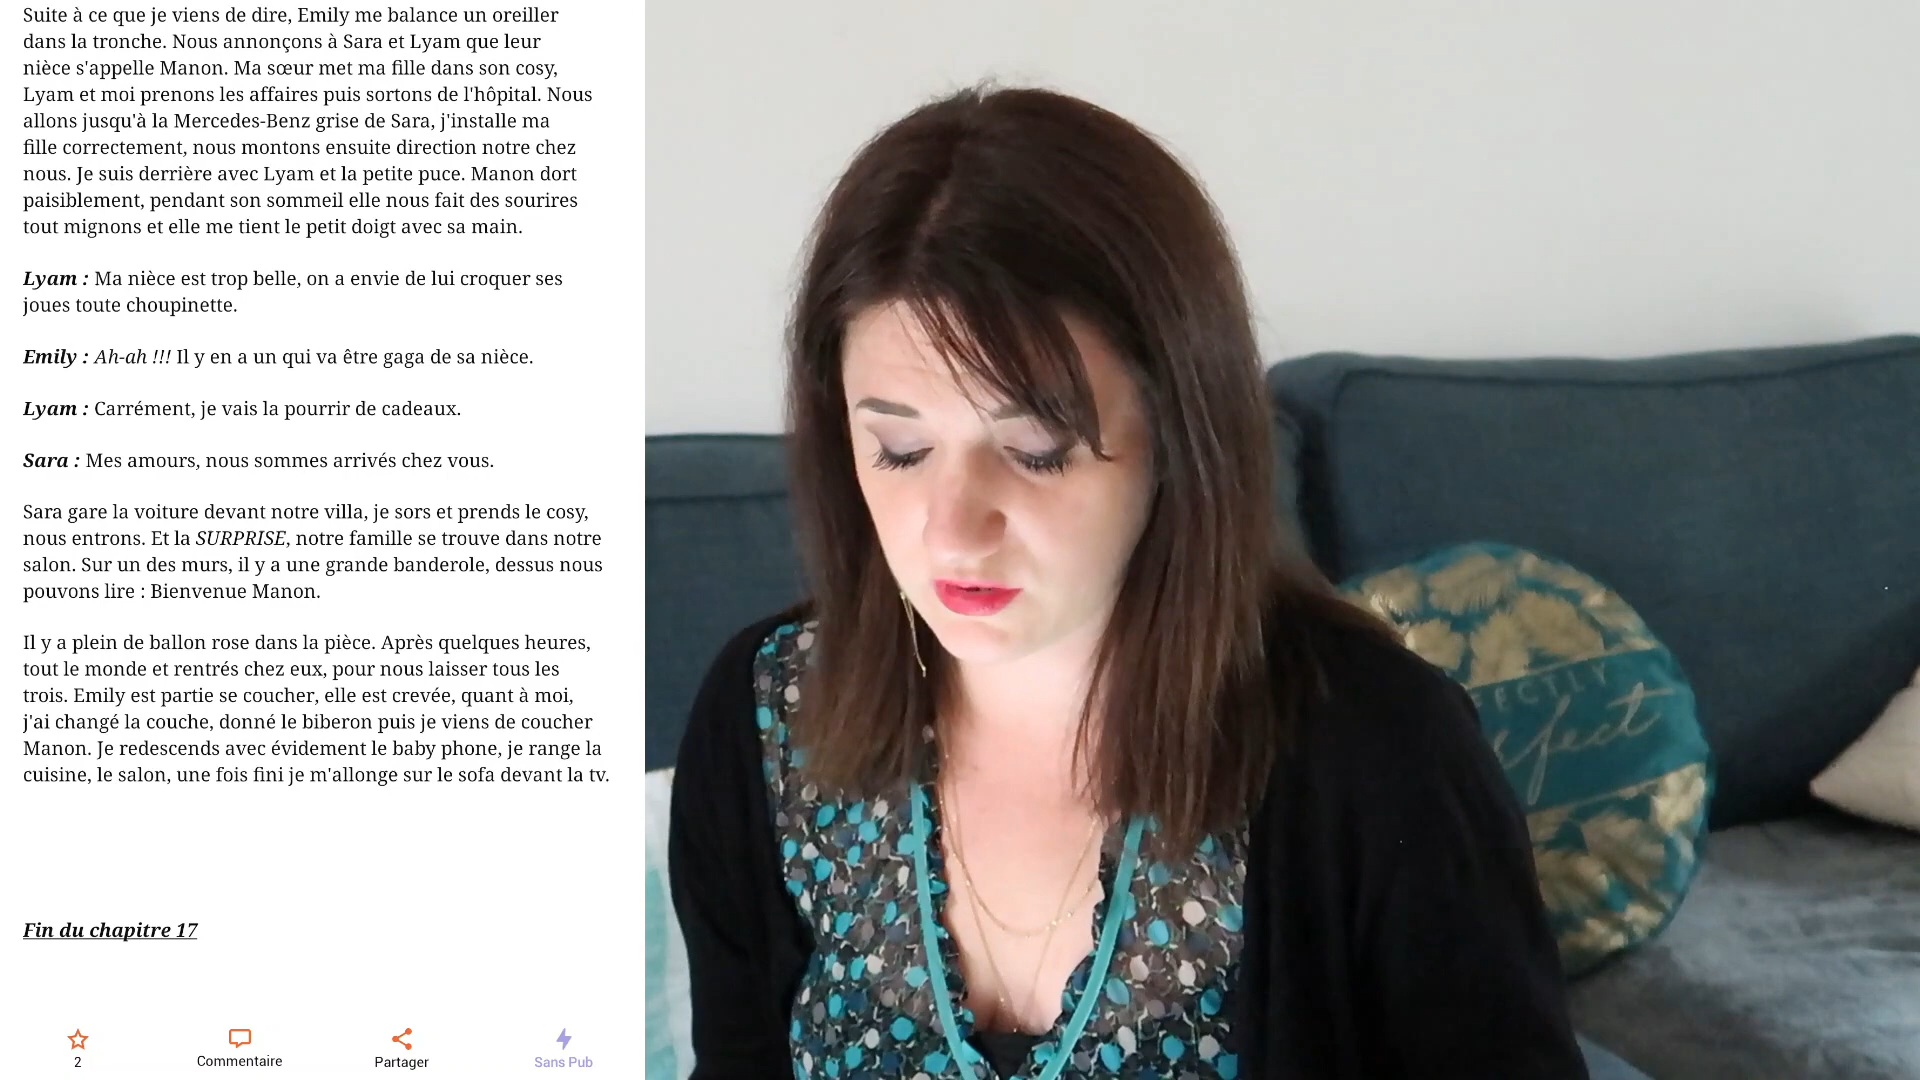 Suite à ce que je viens de dire, Emily me balance un oreiller
dans la tronche. Nous annonçons à Sara et Lyam que leur
nièce s'appelle Manon. Ma sœur met ma fille dans son cosy,
Lyam et moi prenons les affaires puis sortons de l'hôpital. Nous
allons jusqu'à la Mercedes-Benz grise de Sara, j'installe ma
fille correctement, nous montons ensuite direction notre chez
nous. Je suis derrière avec Lyam et la petite puce. Manon dort
paisiblement, pendant son sommeil elle nous fait des sourires
tout mignons et elle me tient le petit doigt avec sa main.
Lyam : Ma nièce est trop belle, on a envie de lui croquer ses
joues toute choupinette.
Emily : Ah-ah !!! Il y en a un qui va être gaga de sa nièce.
Lyam : Carrément, je vais la pourrir de cadeaux.
Sara : Mes amours, nous sommes arrivés chez vous.
Sara gare la voiture devant notre villa, je sors et prends le cosy,
nous entrons. Et la SURPRISE, notre famille se trouve dans notre
salon. Sur un des murs, il y a une grande banderole, dessus nous
pouvons lire : Bienvenue Manon.
Il y a plein de ballon rose dans la pièce. Après quelques heures,
tout le monde et rentrés chez eux, pour nous laisser tous les
trois. Emily est partie se coucher, elle est crevée, quant à moi,
j'ai changé la couche, donné le biberon puis je viens de coucher
Manon. Je redescends avec évidement le baby phone, je range la
cuisine, le salon, une fois fini je m'allonge sur le sofa devant la tv.
Fin du chapitre 17
2
Commentaire
Partager
Sans Pub